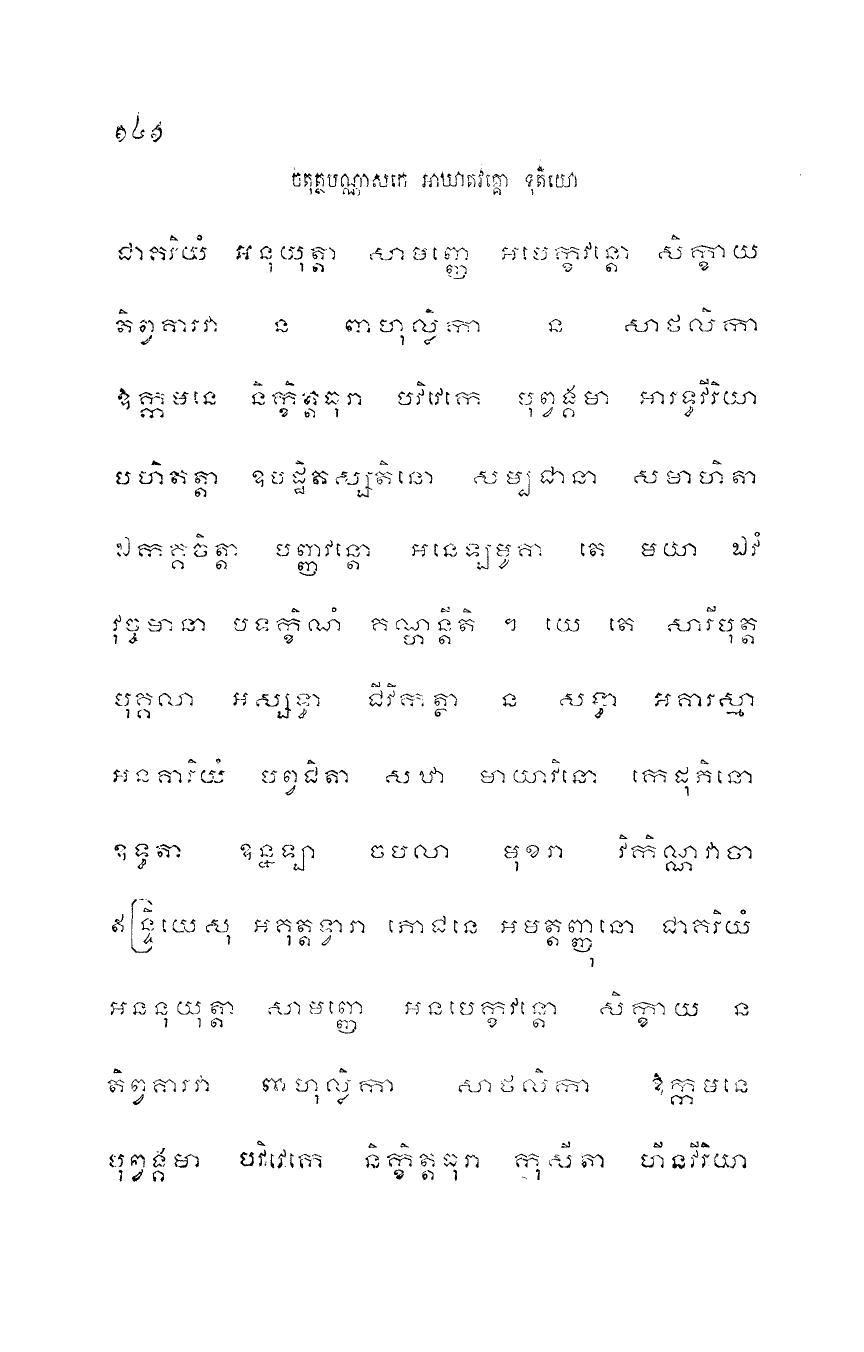 ១៤១
ចតុត្ថបណ្ណាសកេ អាឃាតវគ្គោ ទុតិយោ
ជាគរិយំ អនុយុត្តា សាមញ្ញេ អបេក្ខវន្តោ សិក្ខាយ
តិព្វគារវា ន ពាហុល្លិកា ន សាថលិកា
ឱក្កមនេ និក្ខិត្តធុរា បវិវេកេ បុព្វង្គមា អារទ្ធវីរិយា
បហិតត្តា ឧបដ្ឋិតស្សតិនោ សម្បជានា សមាហិតា
ឯកគ្គចិត្តា បញ្ញវន្តោ អនេឡមូគា តេ មយា ឯវំ
វុច្ចមានា បទក្ខិណំ គណ្ហន្តីតិ ។ យេ តេ សារីបុត្ត
បុគ្គលា អស្សទ្ធា ជីវិកត្ថា ន សទ្ធា អគារស្មា
អនគារិយំ បព្វជិតា សឋា មាយាវិនោ កេដុភិនោ
ឧទ្ធតា ឧន្នឡា ចបលា មុខរា វិកិណ្ណវាចា
ឥន្ទ្រិយេសុ អគុត្តទ្វារា ភោជនេ អមត្តញ្ញុនោ ជាគរិយំ
អននុយុត្តា សាមញ្ញេ អនបេក្ខវន្តោ សិក្ខាយ ន
តិព្វគារវា ពាហុល្លិកា សាថលិកា ឱក្កមនេ
បុព្វង្គមា បវិវេកេ និក្ខិត្តធុរា កុសីតា ហីនវីរិយា